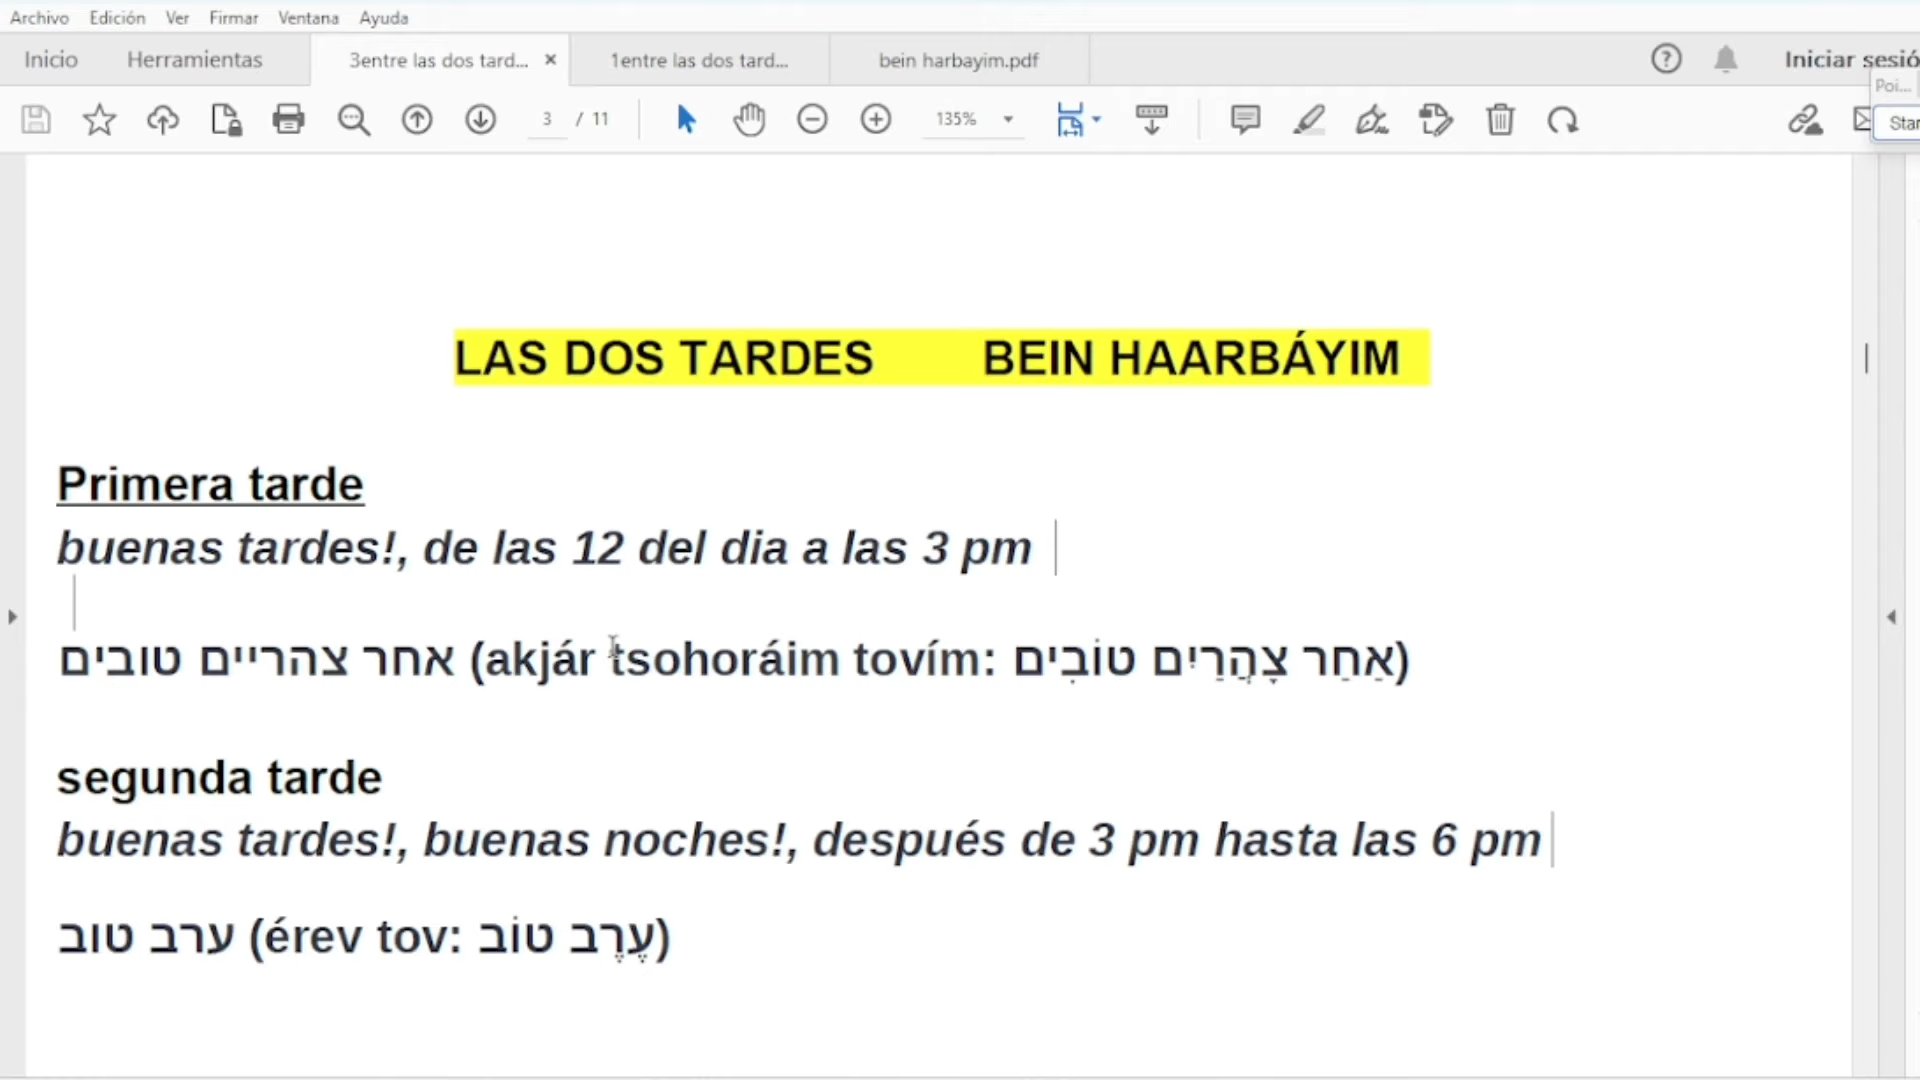 Archivo Edición Ver Firmar Ventana Ayuda
Inicio Herramientas 3entre las dos tard... × 1entre las dos tard... bein harbayim.pdf Iniciar sesió
Poi...
3 / 11 135% Star
LAS DOS TARDES BEIN HAARBÁYIM
Primera tarde
buenas tardes!, de las 12 del dia a las 3 pm
אחר צהריים טובים (akjár tsohoráim tovím: אַחַר צָהֳרַיִם טוֹבִים)
segunda tarde
buenas tardes!, buenas noches!, después de 3 pm hasta las 6 pm
ערב טוב (érev tov: עֶרֶב טוֹב)